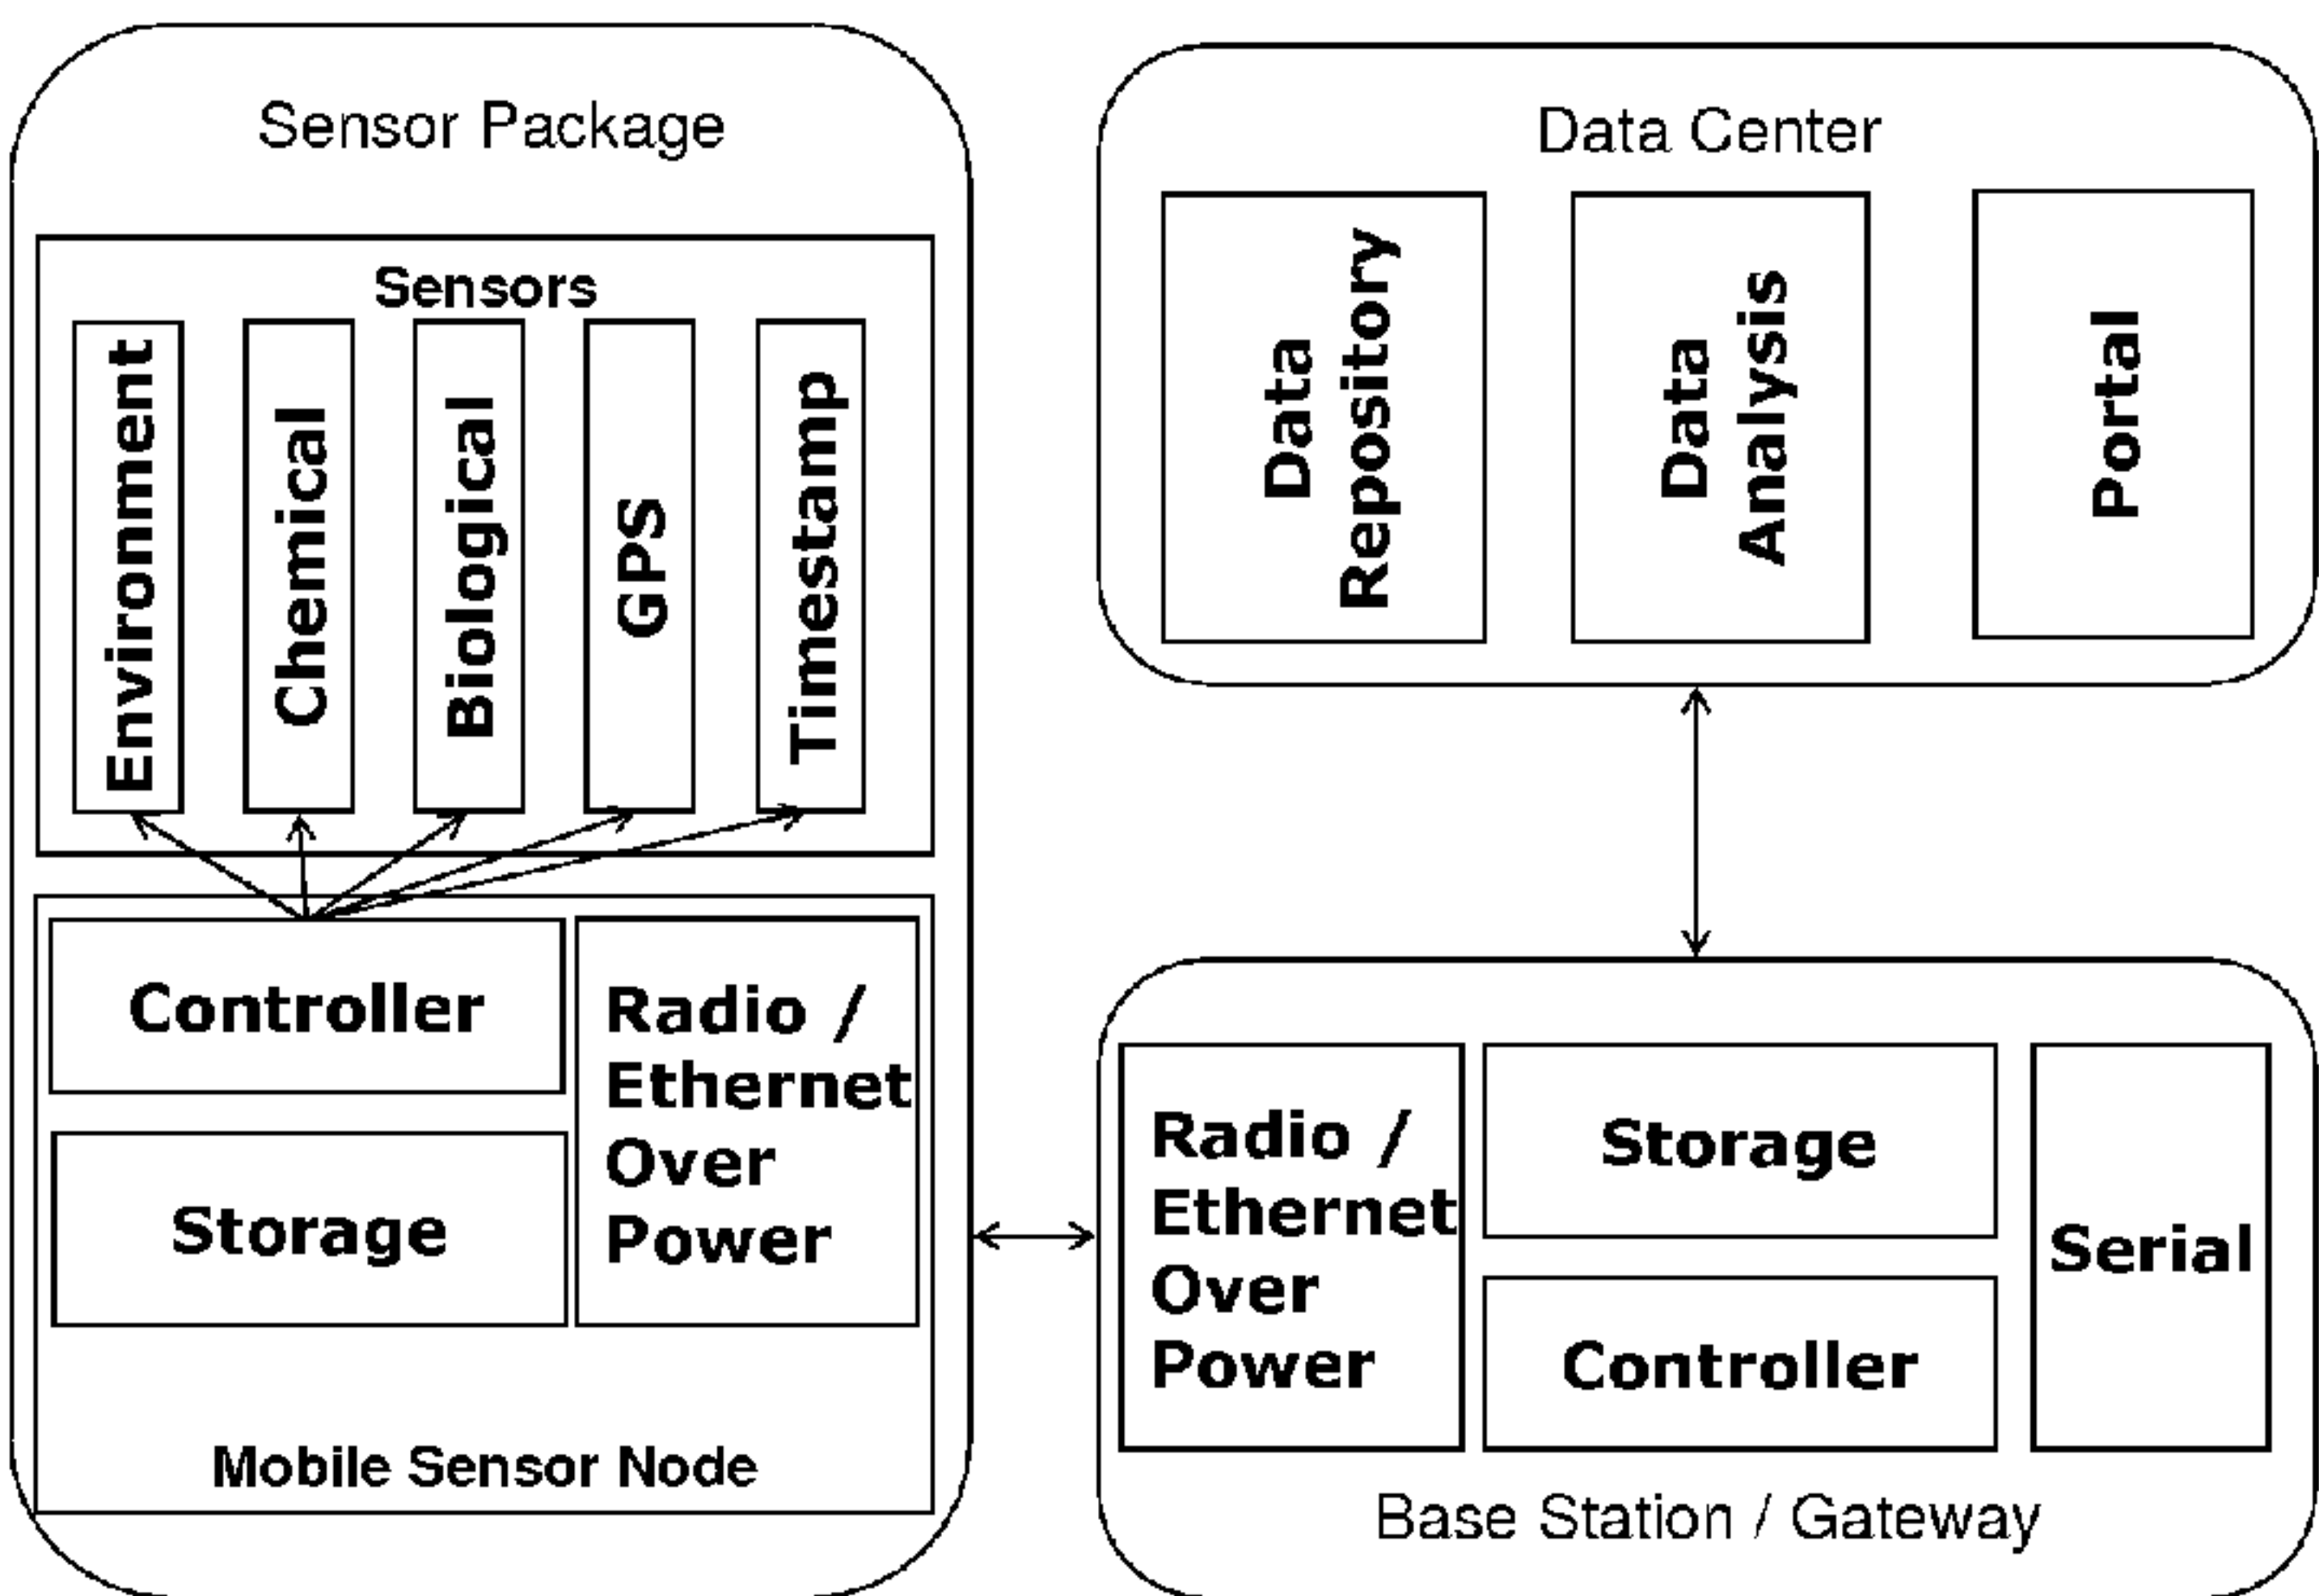 Sensor Package
Sensors
Environment
Chemical
Biological
GPS
Timestamp
Controller
Storage
Radio /
Ethernet
Over
Power
Mobile Sensor Node
Data Center
Data
Repository
Data
Analysis
Portal
Radio /
Ethernet
Over
Power
Storage
Controller
Serial
Base Station / Gateway